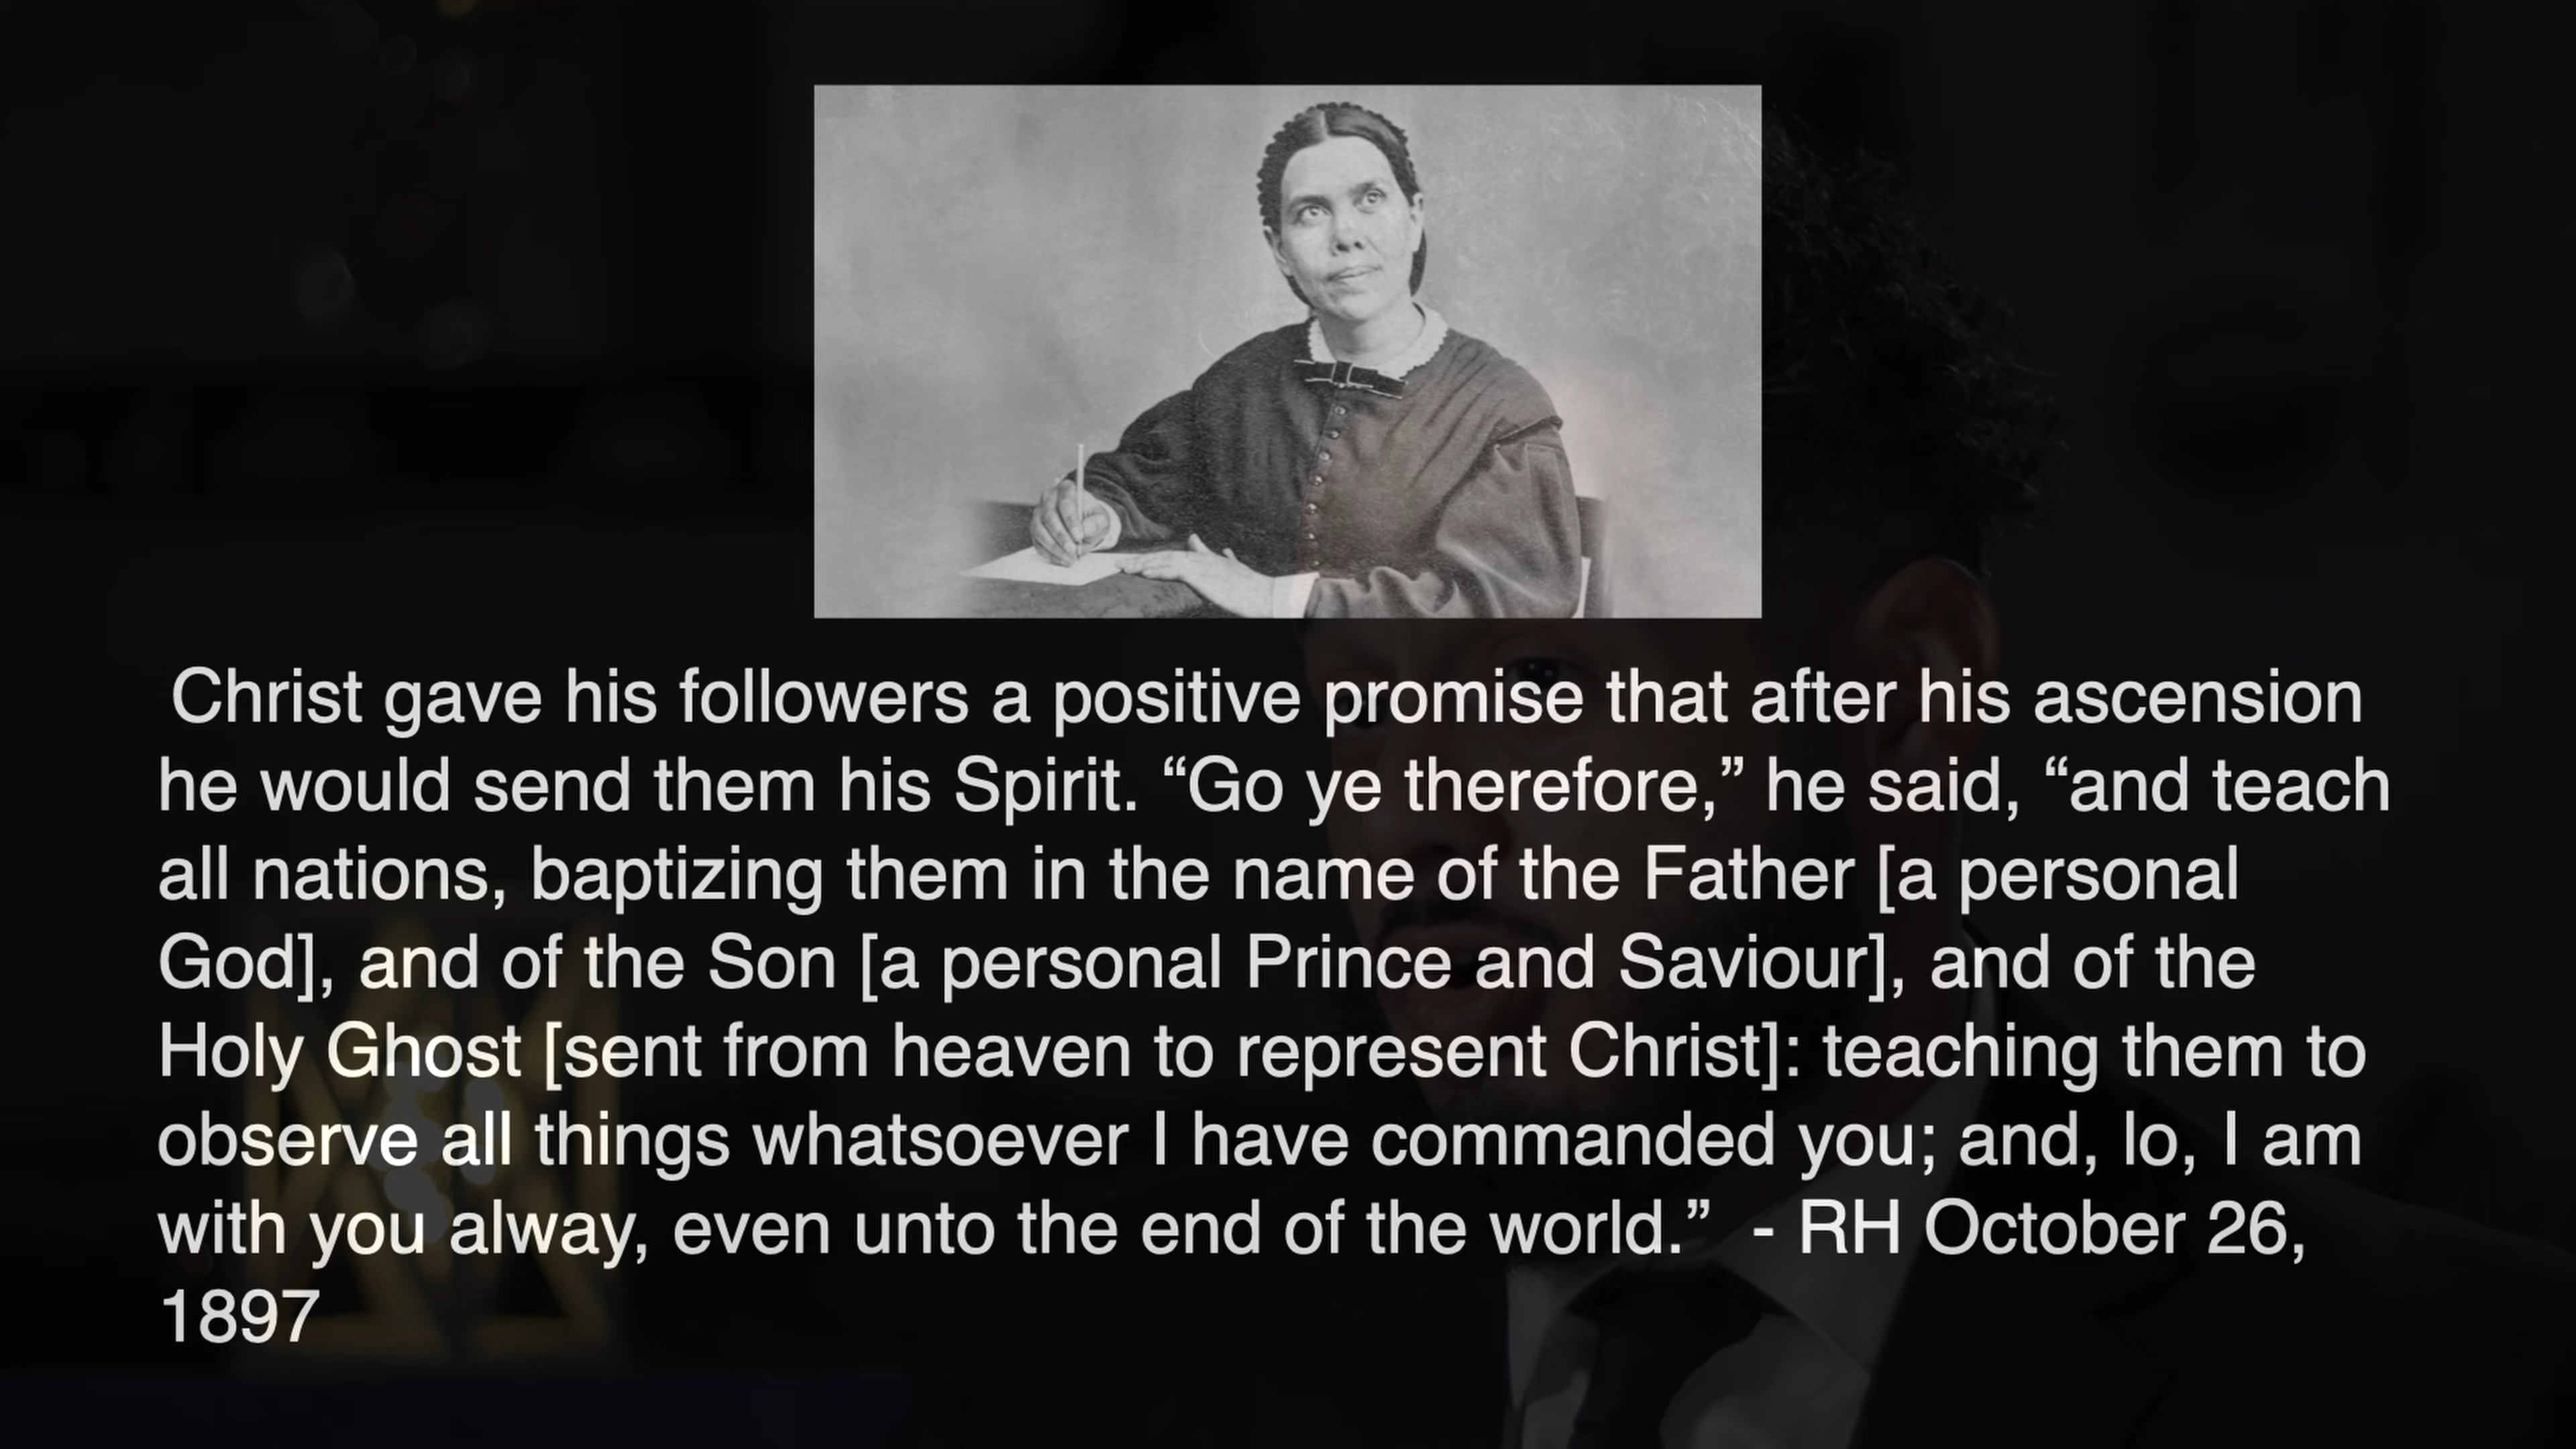 Christ gave his followers a positive promise that after his ascension
he would send them his Spirit. “Go ye therefore,” he said, “and teach
all nations, baptizing them in the name of the Father [a personal
God], and of the Son [a personal Prince and Saviour], and of the
Holy Ghost [sent from heaven to represent Christ]: teaching them to
observe all things whatsoever I have commanded you; and, lo, I am
with you alway, even unto the end of the world.”  - RH October 26,
1897